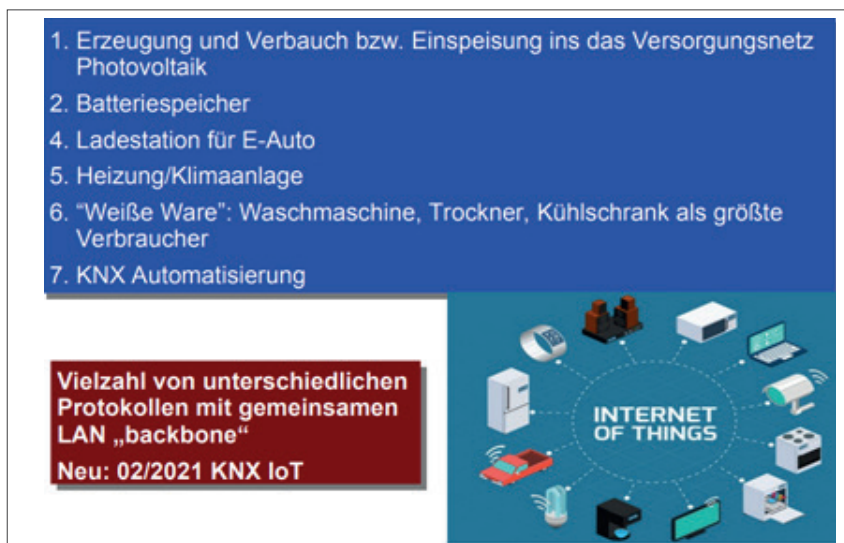 1. Erzeugung und Verbauch bzw. Einspeisung ins das Versorgungsnetz
Photovoltaik
2. Batteriespeicher
4. Ladestation für E-Auto
5. Heizung/Klimaanlage
6. “Weiße Ware”: Waschmaschine, Trockner, Kühlschrank als größte
Verbraucher
7. KNX Automatisierung
Vielzahl von unterschiedlichen
Protokollen mit gemeinsamen
LAN „backbone“
Neu: 02/2021 KNX IoT
INTERNET
OF THINGS